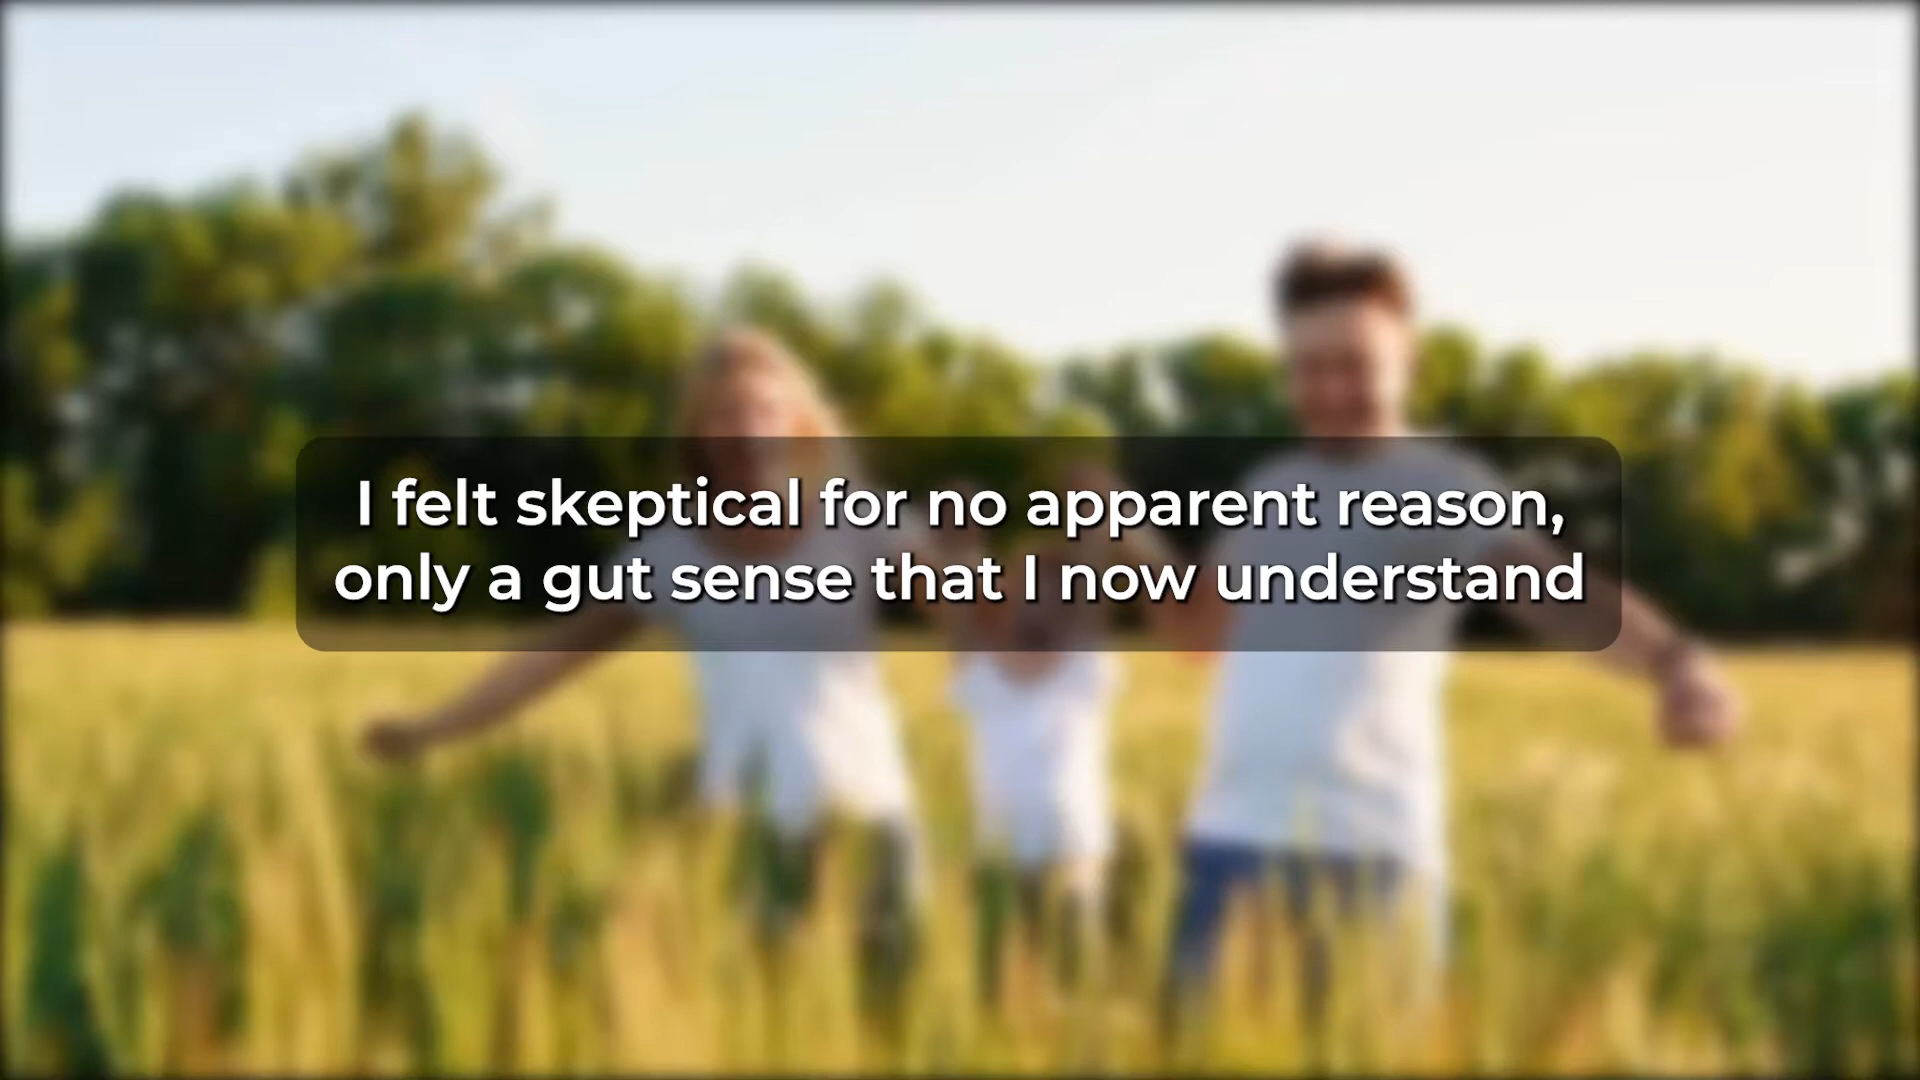 I felt skeptical for no apparent reason,
only a gut sense that I now understand